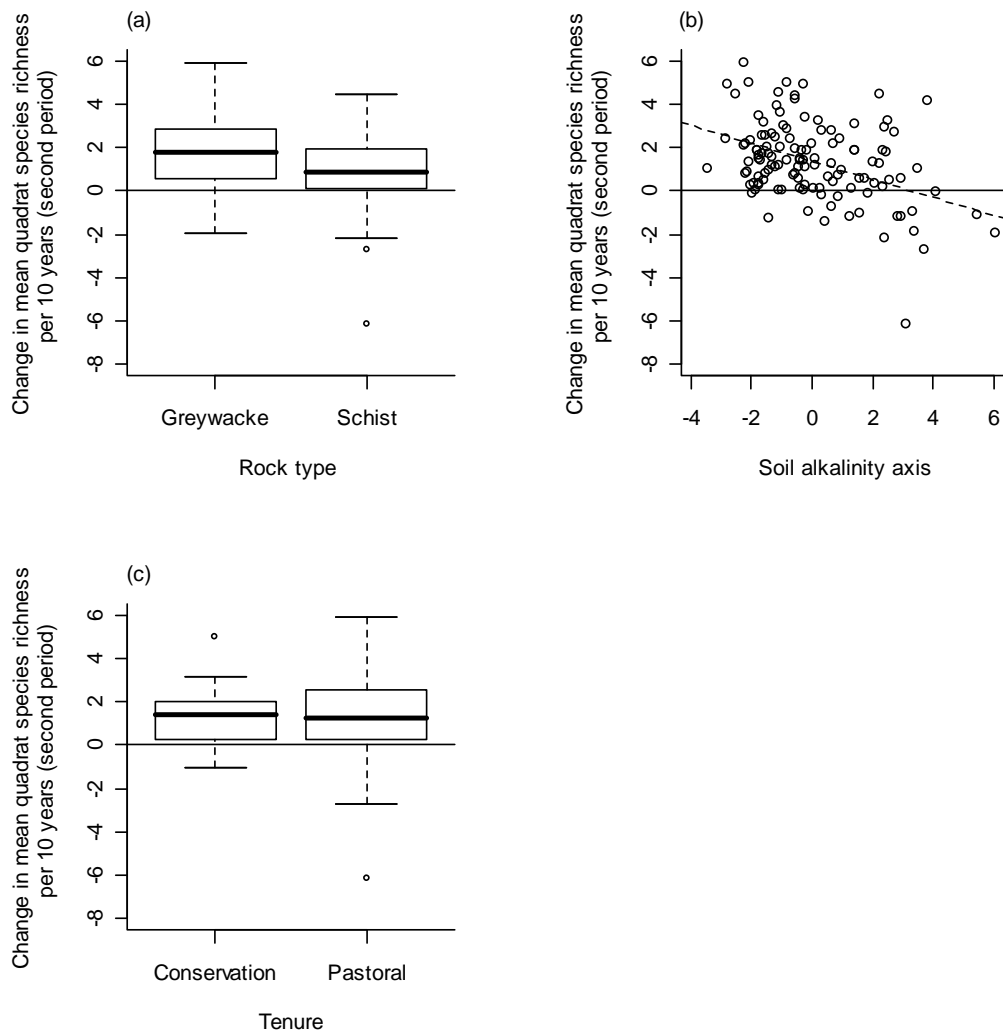 (a)
Change in mean quadrat species richness
per 10 years (second period)
6
4
2
0
-2
-4
-6
-8
Greywacke Schist
Rock type
(b)
Change in mean quadrat species richness
per 10 years (second period)
6
4
2
0
-2
-4
-6
-8
-4 -2 0 2 4 6
Soil alkalinity axis
(c)
Change in mean quadrat species richness
per 10 years (second period)
6
4
2
0
-2
-4
-6
-8
Conservation Pastoral
Tenure